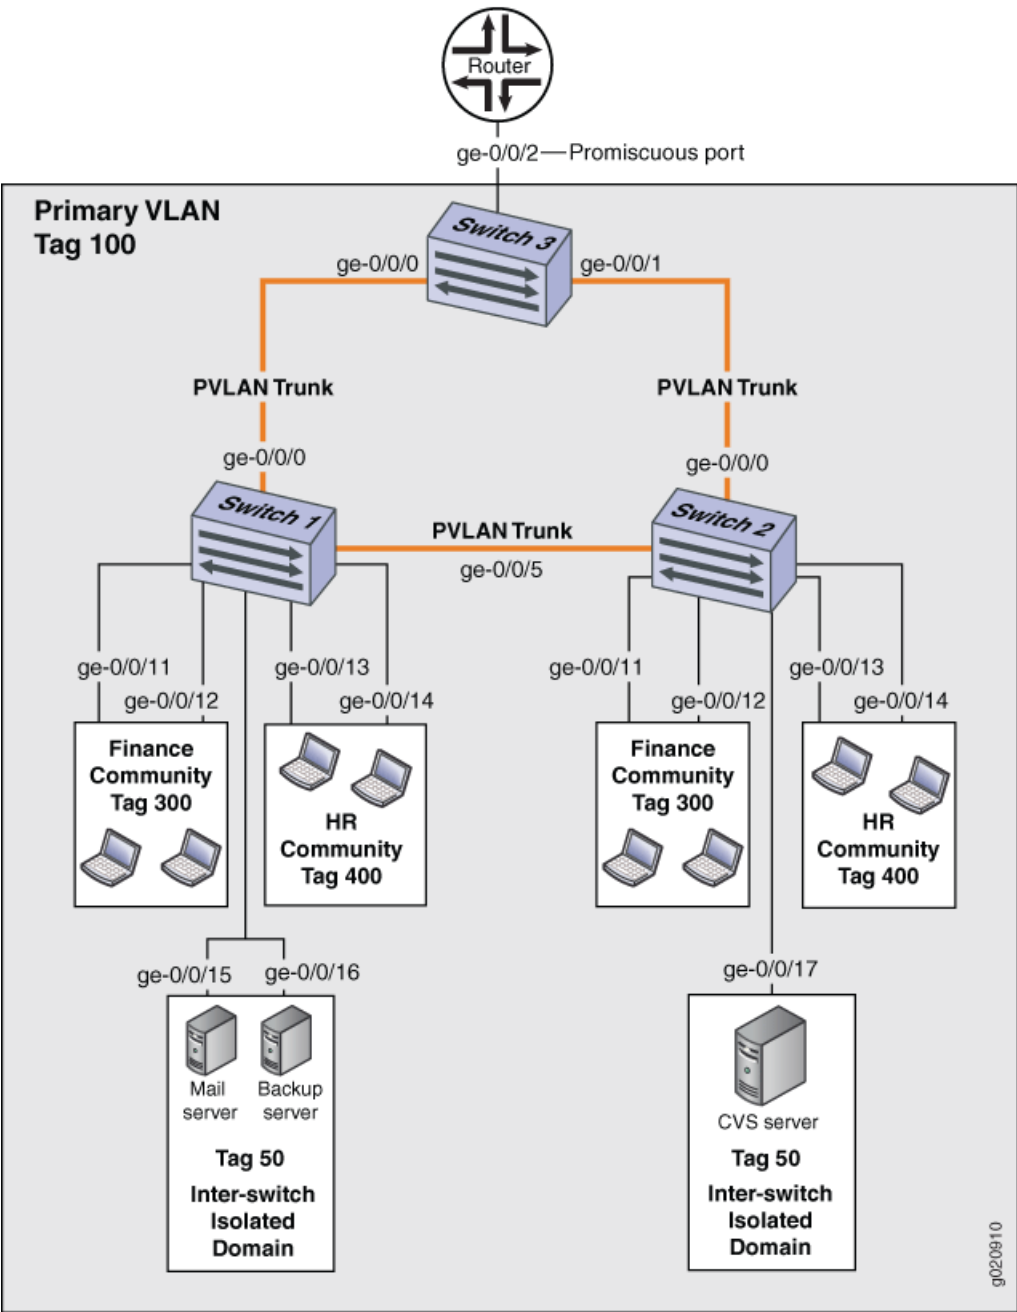 Router
ge-0/0/2
Promiscuous port
Primary VLAN
Tag 100
Switch 3
ge-0/0/0
ge-0/0/1
PVLAN Trunk
PVLAN Trunk
ge-0/0/0
ge-0/0/0
Switch 1
Switch 2
PVLAN Trunk
ge-0/0/5
ge-0/0/11
ge-0/0/12
ge-0/0/13
ge-0/0/14
ge-0/0/11
ge-0/0/12
ge-0/0/13
ge-0/0/14
Finance
Community
Tag 300
HR
Community
Tag 400
Finance
Community
Tag 300
HR
Community
Tag 400
ge-0/0/15
ge-0/0/16
ge-0/0/17
Mail
server
Backup
server
Tag 50
Inter-switch
Isolated
Domain
CVS server
Tag 50
Inter-switch
Isolated
Domain
g020910